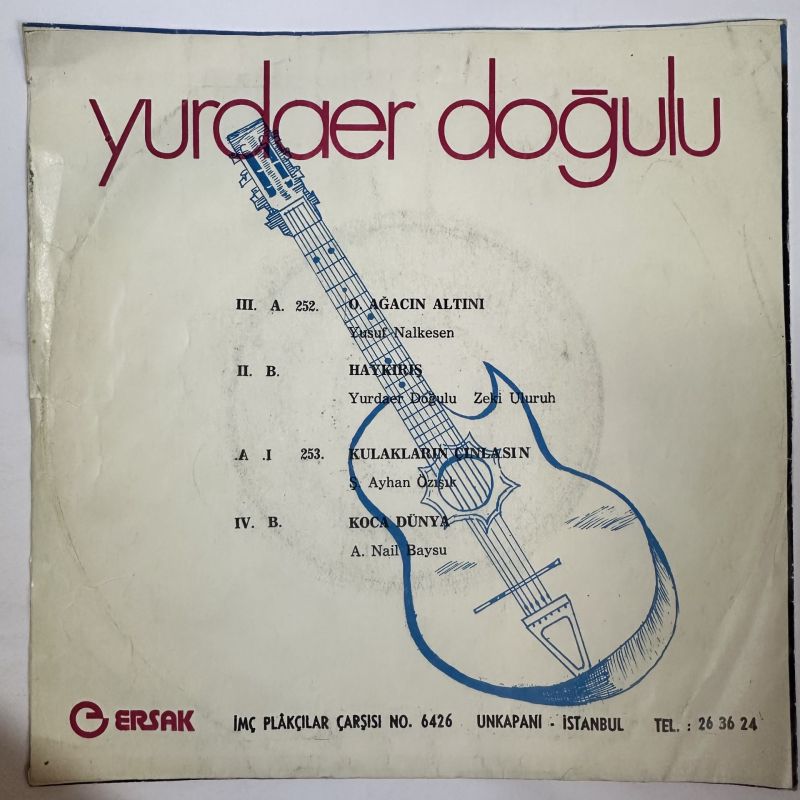 yurdaer doğulu
III. A. 252. O. AĞACIN ALTINI
Yusuf Nalkesen
II. B. HAYKIRIŞ
Yurdaer Doğulu Zeki Uluruh
A I 253. KULAKLARIN ÇINLASIN
Ş. Ayhan Özışık
IV. B. KOCA DÜNYA
A. Nail Baysu
ERSAK İMÇ PLÂKÇILAR ÇARŞISI NO. 6426 UNKAPANI - İSTANBUL TEL. : 26 36 24